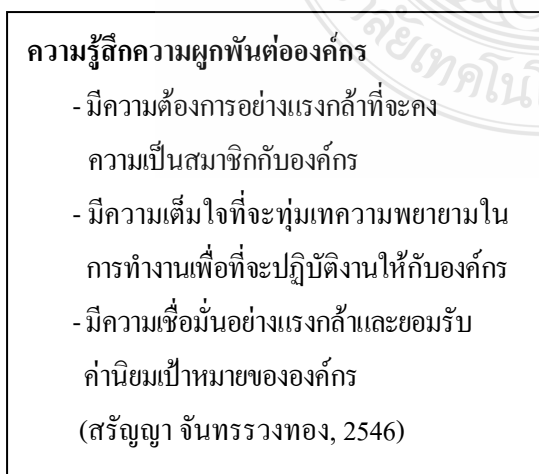 ความรู้สึกความผูกพันต่อองค์กร
- มีความต้องการอย่างแรงกล้าที่จะคง
ความเป็นสมาชิกกับองค์กร
- มีความเต็มใจที่จะทุ่มเทความพยายามใน
การทำงานเพื่อที่จะปฏิบัติงานให้กับองค์กร
- มีความเชื่อมั่นอย่างแรงกล้าและยอมรับ
ค่านิยมเป้าหมายขององค์กร
(สรัญญา จันทรรวงทอง, 2546)